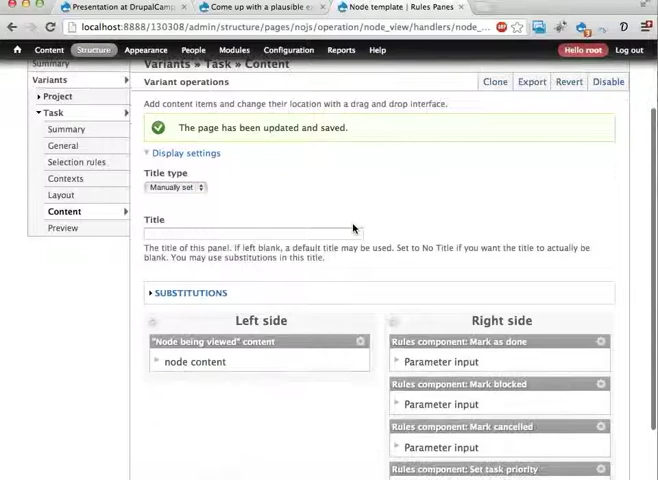 Presentation at DrupalCamp
Come up with a plausible e
Node template | Rules Panes
localhost:8888/130308/admin/structure/pages/nojs/operation/node_view/handlers/node_...
Content Structure Appearance People Modules Configuration Reports Help Hello root Log out
Summary
Variants » Task » Content
Variants
Variant operations Clone Export Revert Disable
Project
Add content items and change their location with a drag and drop interface.
Task
Summary
The page has been updated and saved.
General
Display settings
Selection rules
Title type
Contexts
Manually set
Layout
Content
Title
Preview
The title of this panel. If left blank, a default title may be used. Set to No Title if you want the title to actually be
blank. You may use substitutions in this title.
SUBSTITUTIONS
Left side Right side
"Node being viewed" content Rules component: Mark as done
node content Parameter input
Rules component: Mark blocked
Parameter input
Rules component: Mark cancelled
Parameter input
Rules component: Set task priority